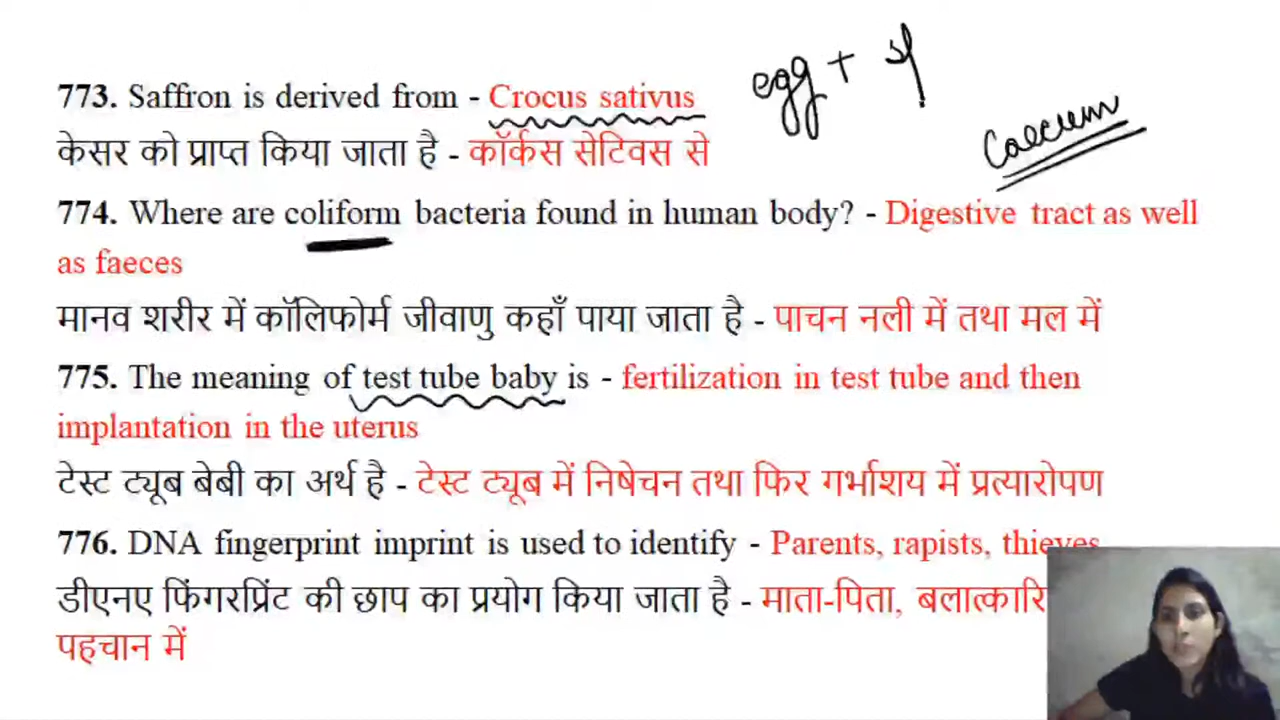 egg + sp
773. Saffron is derived from - Crocus sativus
Caecum
केसर को प्राप्त किया जाता है - कॉर्कस सेटिवस से
774. Where are coliform bacteria found in human body? - Digestive tract as well
as faeces
मानव शरीर में कॉलिफोर्म जीवाणु कहाँ पाया जाता है - पाचन नली में तथा मल में
775. The meaning of test tube baby is - fertilization in test tube and then
implantation in the uterus
टेस्ट ट्यूब बेबी का अर्थ है - टेस्ट ट्यूब में निषेचन तथा फिर गर्भाशय में प्रत्यारोपण
776. DNA fingerprint imprint is used to identify - Parents, rapists, thieves
डीएनए फिंगरप्रिंट की छाप का प्रयोग किया जाता है - माता-पिता,
पहचान में